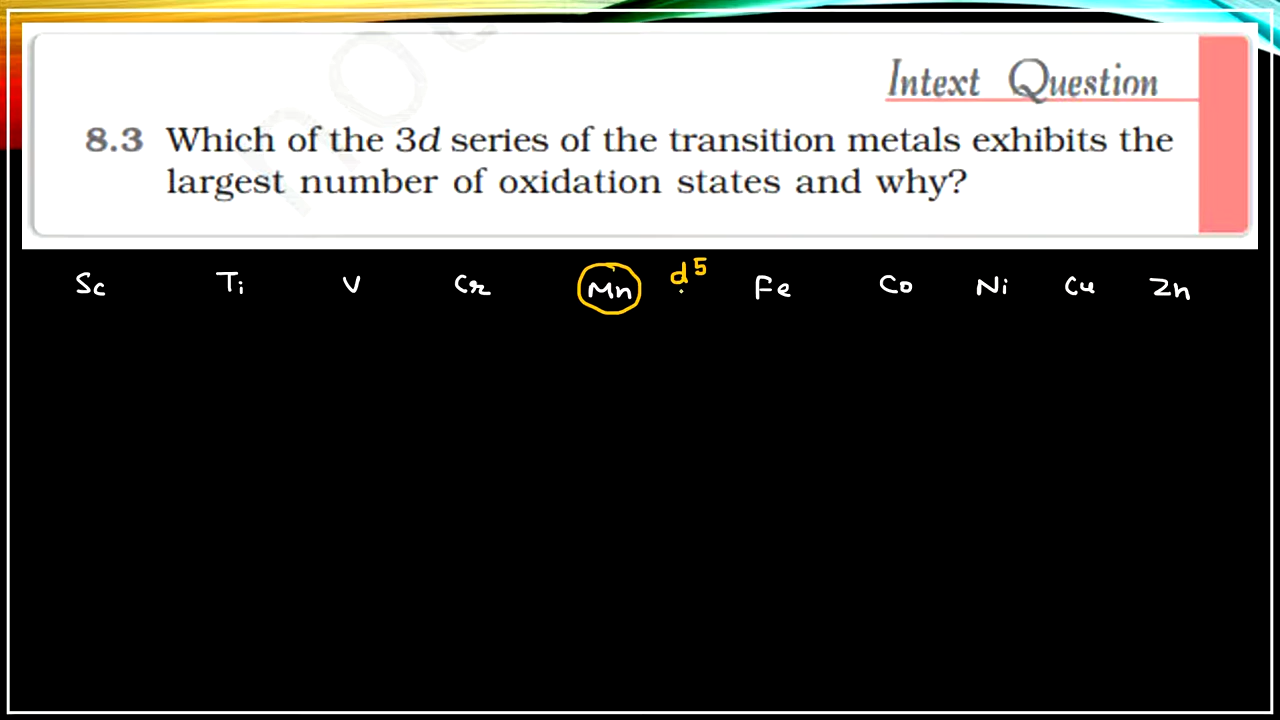 Intext Question
8.3 Which of the 3d series of the transition metals exhibits the
largest number of oxidation states and why?
Sc Ti V Cr Mn d5 Fe Co Ni Cu Zn